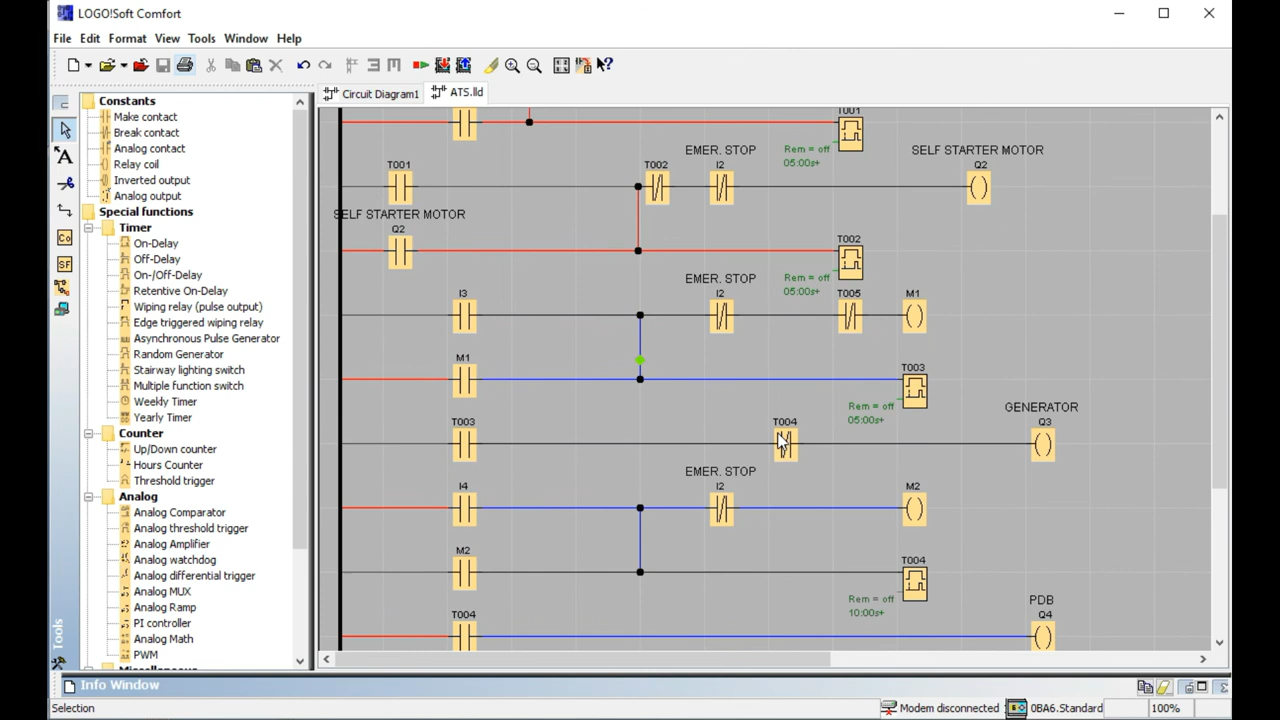 LOGO!Soft Comfort
File Edit Format View Tools Window Help
Circuit Diagram1 ATS.lld
Constants
Make contact
Break contact
Analog contact
Relay coil
Inverted output
Analog output
Special functions
Timer
On-Delay
Off-Delay
On-/Off-Delay
Retentive On-Delay
Wiping relay (pulse output)
Edge triggered wiping relay
Asynchronous Pulse Generator
Random Generator
Stairway lighting switch
Multiple function switch
Weekly Timer
Yearly Timer
Counter
Up/Down counter
Hours Counter
Threshold trigger
Analog
Analog Comparator
Analog threshold trigger
Analog Amplifier
Analog watchdog
Analog differential trigger
Analog MUX
Analog Ramp
PI controller
Analog Math
PWM
Miscellaneous
Co
SF
Tools
T001
EMER. STOP
Rem = off
05:00s+
SELF STARTER MOTOR
T001
T002
I2
Q2
SELF STARTER MOTOR
Q2
T002
EMER. STOP
Rem = off
05:00s+
I3
I2
T005
M1
M1
T003
Rem = off
05:00s+
GENERATOR
T003
T004
Q3
EMER. STOP
I4
I2
M2
M2
T004
Rem = off
10:00s+
PDB
T004
Q4
Info Window
Selection
Modem disconnected
0BA6.Standard
100%